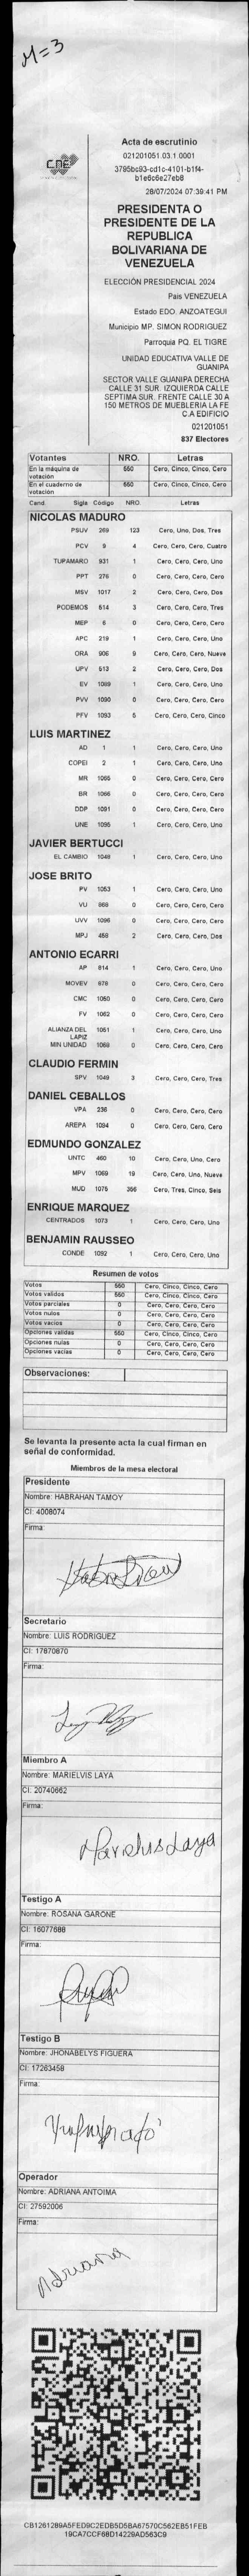 M=3
CNE
Acta de escrutinio
021201051.03.1.0001
3795bc93-cd1c-4101-b1f4-
b1e6c6e27eb8
28/07/2024 07:39:41 PM
PRESIDENTA O
PRESIDENTE DE LA
REPUBLICA
BOLIVARIANA DE
VENEZUELA
ELECCIÓN PRESIDENCIAL 2024
Pais VENEZUELA
Estado EDO. ANZOATEGUI
Municipio MP. SIMON RODRIGUEZ
Parroquia PQ. EL TIGRE
UNIDAD EDUCATIVA VALLE DE
GUANIPA
SECTOR VALLE GUANIPA DERECHA
CALLE 31 SUR. IZQUIERDA CALLE
SEPTIMA SUR. FRENTE CALLE 30 A
150 METROS DE MUEBLERIA LA FE
C.A EDIFICIO
021201051
837 Electores
Votantes NRO. Letras
En la máquina de votación 550 Cero, Cinco, Cinco, Cero
En el cuaderno de votación 550 Cero, Cinco, Cinco, Cero
Cand. Sigla Código NRO. Letras
NICOLAS MADURO
PSUV 269 123 Cero, Uno, Dos, Tres
PCV 9 4 Cero, Cero, Cero, Cuatro
TUPAMARO 931 1 Cero, Cero, Cero, Uno
PPT 276 0 Cero, Cero, Cero, Cero
MSV 1017 2 Cero, Cero, Cero, Dos
PODEMOS 514 3 Cero, Cero, Cero, Tres
MEP 6 0 Cero, Cero, Cero, Cero
APC 219 1 Cero, Cero, Cero, Uno
ORA 906 9 Cero, Cero, Cero, Nueve
UPV 513 2 Cero, Cero, Cero, Dos
EV 1089 1 Cero, Cero, Cero, Uno
PVV 1090 0 Cero, Cero, Cero, Cero
PFV 1093 5 Cero, Cero, Cero, Cinco
LUIS MARTINEZ
AD 1 1 Cero, Cero, Cero, Uno
COPEI 2 1 Cero, Cero, Cero, Uno
MR 1055 0 Cero, Cero, Cero, Cero
BR 1066 0 Cero, Cero, Cero, Cero
DDP 1091 0 Cero, Cero, Cero, Cero
UNE 1095 1 Cero, Cero, Cero, Uno
JAVIER BERTUCCI
EL CAMBIO 1048 1 Cero, Cero, Cero, Uno
JOSE BRITO
PV 1053 1 Cero, Cero, Cero, Uno
VU 868 0 Cero, Cero, Cero, Cero
UVV 1096 0 Cero, Cero, Cero, Cero
MPJ 459 2 Cero, Cero, Cero, Dos
ANTONIO ECARRI
AP 814 1 Cero, Cero, Cero, Uno
MOVEV 678 0 Cero, Cero, Cero, Cero
CMC 1050 0 Cero, Cero, Cero, Cero
FV 1062 0 Cero, Cero, Cero, Cero
ALIANZA DEL LAPIZ 1051 1 Cero, Cero, Cero, Uno
MIN UNIDAD 1069 0 Cero, Cero, Cero, Cero
CLAUDIO FERMIN
SPV 1049 3 Cero, Cero, Cero, Tres
DANIEL CEBALLOS
VPA 236 0 Cero, Cero, Cero, Cero
AREPA 1094 0 Cero, Cero, Cero, Cero
EDMUNDO GONZALEZ
UNTC 460 10 Cero, Cero, Uno, Cero
MPV 1069 19 Cero, Cero, Uno, Nueve
MUD 1075 356 Cero, Tres, Cinco, Seis
ENRIQUE MARQUEZ
CENTRADOS 1073 1 Cero, Cero, Cero, Uno
BENJAMIN RAUSSEO
CONDE 1092 1 Cero, Cero, Cero, Uno
Resumen de votos
Votos 550 Cero, Cinco, Cinco, Cero
Votos validos 550 Cero, Cinco, Cinco, Cero
Votos parciales 0 Cero, Cero, Cero, Cero
Votos nulos 0 Cero, Cero, Cero, Cero
Votos vacios 0 Cero, Cero, Cero, Cero
Opciones validas 550 Cero, Cinco, Cinco, Cero
Opciones nulas 0 Cero, Cero, Cero, Cero
Opciones vacias 0 Cero, Cero, Cero, Cero
Observaciones:
Se levanta la presente acta la cual firman en
señal de conformidad.
Miembros de la mesa electoral
Presidente
Nombre: HABRAHAN TAMOY
CI: 4008074
Firma:
Secretario
Nombre: LUIS RODRIGUEZ
CI: 17870870
Firma:
Miembro A
Nombre: MARIELVIS LAYA
CI: 20740662
Firma:
Marielvis Laya
Testigo A
Nombre: ROSANA GARONE
CI: 16077688
Firma:
Testigo B
Nombre: JHONABELYS FIGUERA
CI: 17263458
Firma:
Operador
Nombre: ADRIANA ANTOIMA
CI: 27592006
Firma:
Adriana
CB1261289A5FED9C2EDB5D5BA67570C562EB51FEB
19CA7CCF68D14229AD563C9